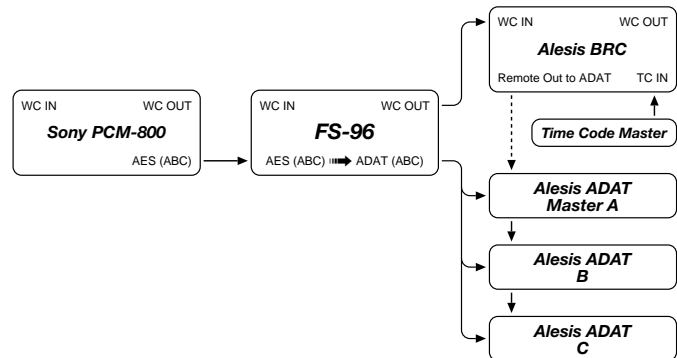 WC IN WC OUT
Sony PCM-800
AES (ABC)
WC IN WC OUT
FS-96
AES (ABC) ADAT (ABC)
WC IN WC OUT
Alesis BRC
Remote Out to ADAT TC IN
Time Code Master
Alesis ADAT
Master A
Alesis ADAT
B
Alesis ADAT
C